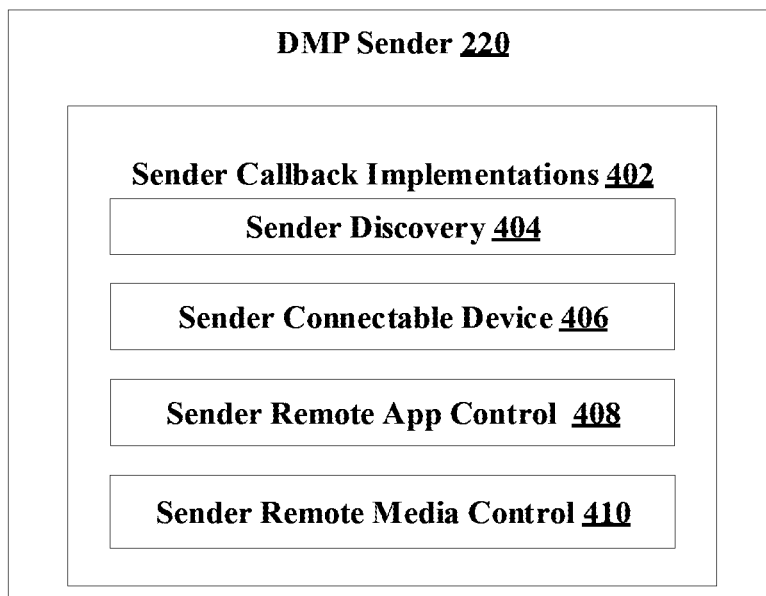 DMP Sender 220
Sender Callback Implementations 402
Sender Discovery 404
Sender Connectable Device 406
Sender Remote App Control 408
Sender Remote Media Control 410